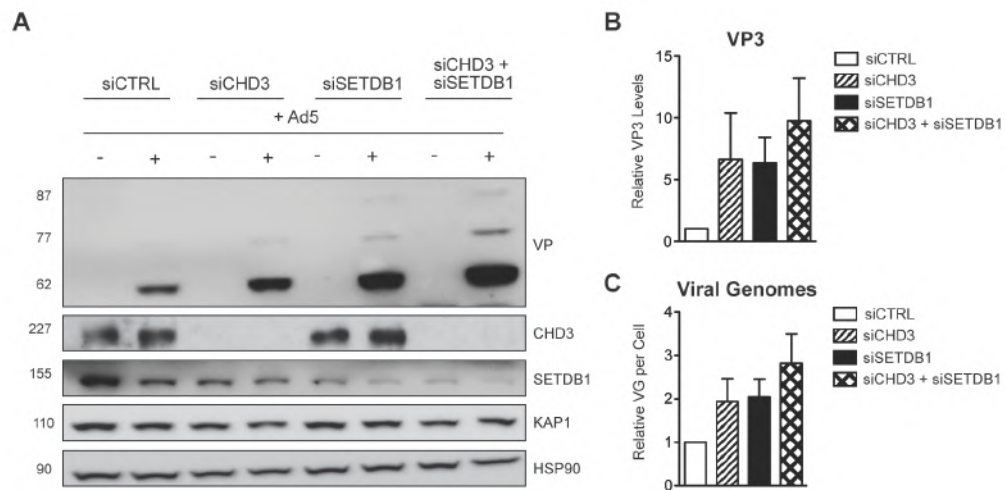 A
siCTRL siCHD3 siSETDB1 siCHD3 + siSETDB1
+ Ad5
- + - + - + - +
87
77
62
VP
227
CHD3
155
SETDB1
110
KAP1
90
HSP90
B
VP3
Relative VP3 Levels
15
10
5
0
siCTRL
siCHD3
siSETDB1
siCHD3 + siSETDB1
C
Viral Genomes
Relative VG per Cell
4
3
2
1
0
siCTRL
siCHD3
siSETDB1
siCHD3 + siSETDB1